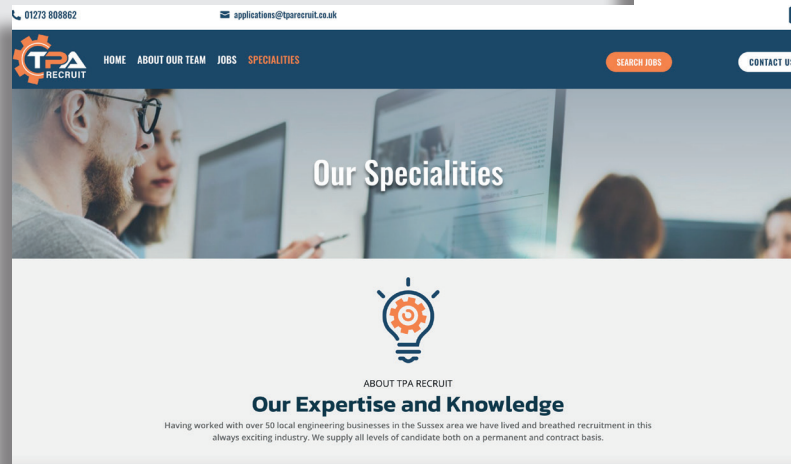 01273 808862
applications@tparecruit.co.uk
TPA
RECRUIT
HOME ABOUT OUR TEAM JOBS SPECIALITIES
SEARCH JOBS
CONTACT US
Our Specialities
ABOUT TPA RECRUIT
Our Expertise and Knowledge
Having worked with over 50 local engineering businesses in the Sussex area we have lived and breathed recruitment in this
always exciting industry. We supply all levels of candidate both on a permanent and contract basis.